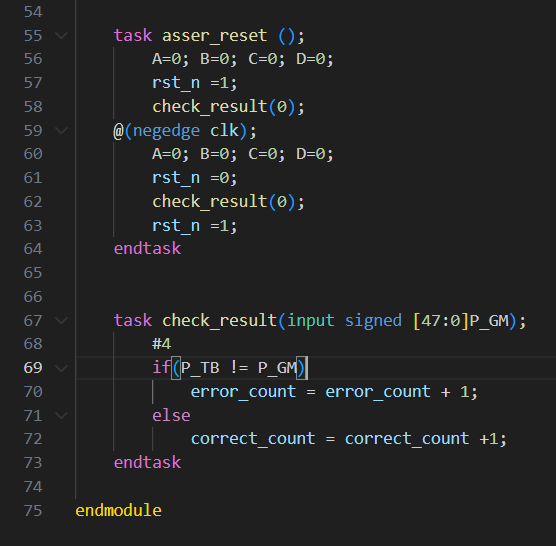 54
55 task asser_reset ();
56 A=0; B=0; C=0; D=0;
57 rst_n =1;
58 check_result(0);
59 @(negedge clk);
60 A=0; B=0; C=0; D=0;
61 rst_n =0;
62 check_result(0);
63 rst_n =1;
64 endtask
65
66
67 task check_result(input signed [47:0]P_GM);
68 #4
69 if(P_TB != P_GM)
70 error_count = error_count + 1;
71 else
72 correct_count = correct_count +1;
73 endtask
74
75 endmodule